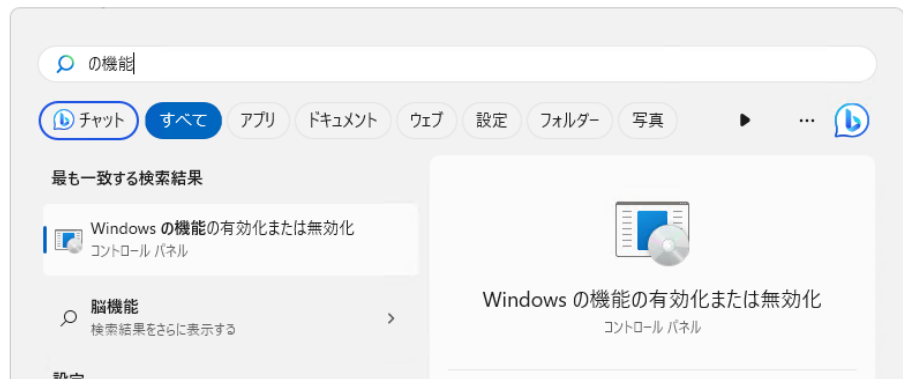 の機能
チャット すべて アプリ ドキュメント ウェブ 設定 フォルダー 写真 ...
最も一致する検索結果
Windows の機能の有効化または無効化
コントロール パネル
脳機能
検索結果をさらに表示する
設定
Windows の機能の有効化または無効化
コントロール パネル